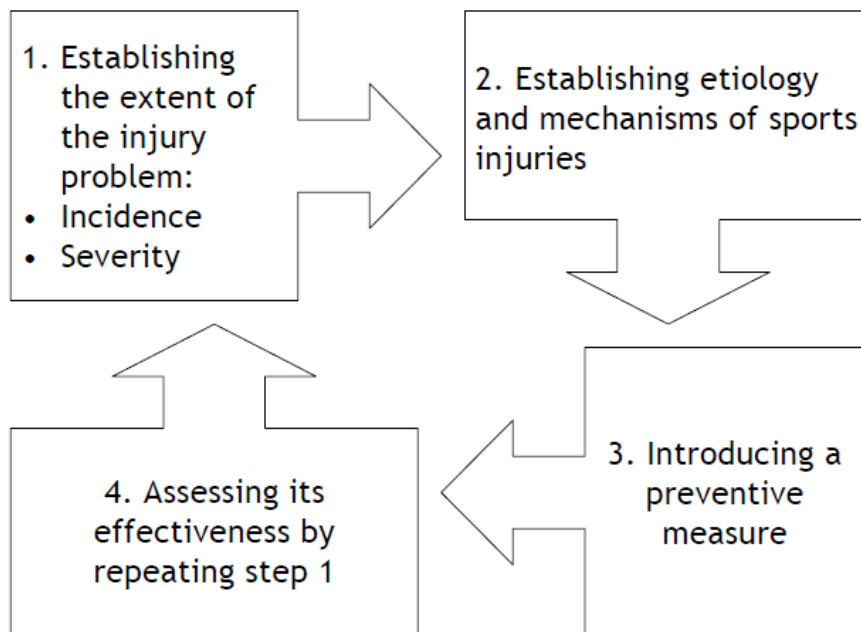 1. Establishing
the extent of
the injury
problem:
• Incidence
• Severity
2. Establishing etiology
and mechanisms of sports
injuries
3. Introducing a
preventive
measure
4. Assessing its
effectiveness by
repeating step 1